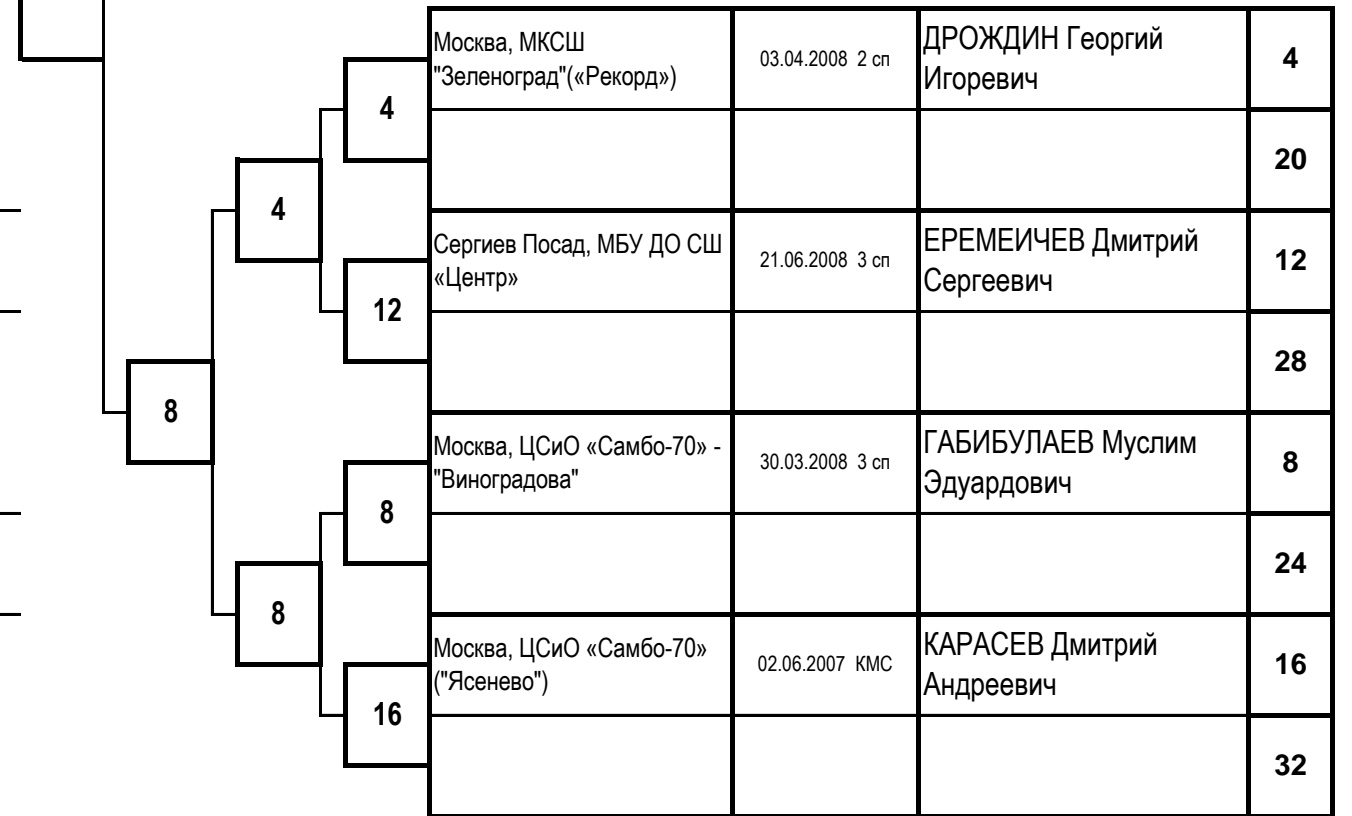 Москва, МКСШ
"Зеленоград"(«Рекорд»)
03.04.2008 2 сп
ДРОЖДИН Георгий
Игоревич
4
4
20
4
Сергиев Посад, МБУ ДО СШ
«Центр»
21.06.2008 3 сп
ЕРЕМЕИЧЕВ Дмитрий
Сергеевич
12
12
28
8
Москва, ЦСиО «Самбо-70» -
"Виноградова"
30.03.2008 3 сп
ГАБИБУЛАЕВ Муслим
Эдуардович
8
8
24
8
Москва, ЦСиО «Самбо-70»
("Ясенево")
02.06.2007 КМС
КАРАСЕВ Дмитрий
Андреевич
16
16
32